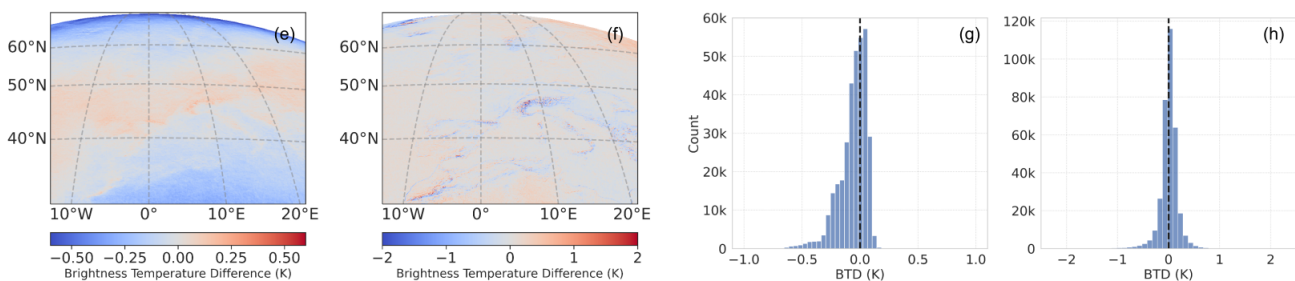 (e)
60°N
50°N
40°N
10°W 0° 10°E 20°E
−0.50 −0.25 0.00 0.25 0.50
Brightness Temperature Difference (K)
(f)
60°N
50°N
40°N
10°W 0° 10°E 20°E
−2 −1 0 1 2
Brightness Temperature Difference (K)
(g)
60k
50k
40k
30k
20k
10k
0
Count
−1.0 −0.5 0.0 0.5 1.0
BTD (K)
(h)
120k
100k
80k
60k
40k
20k
0
−2 −1 0 1 2
BTD (K)